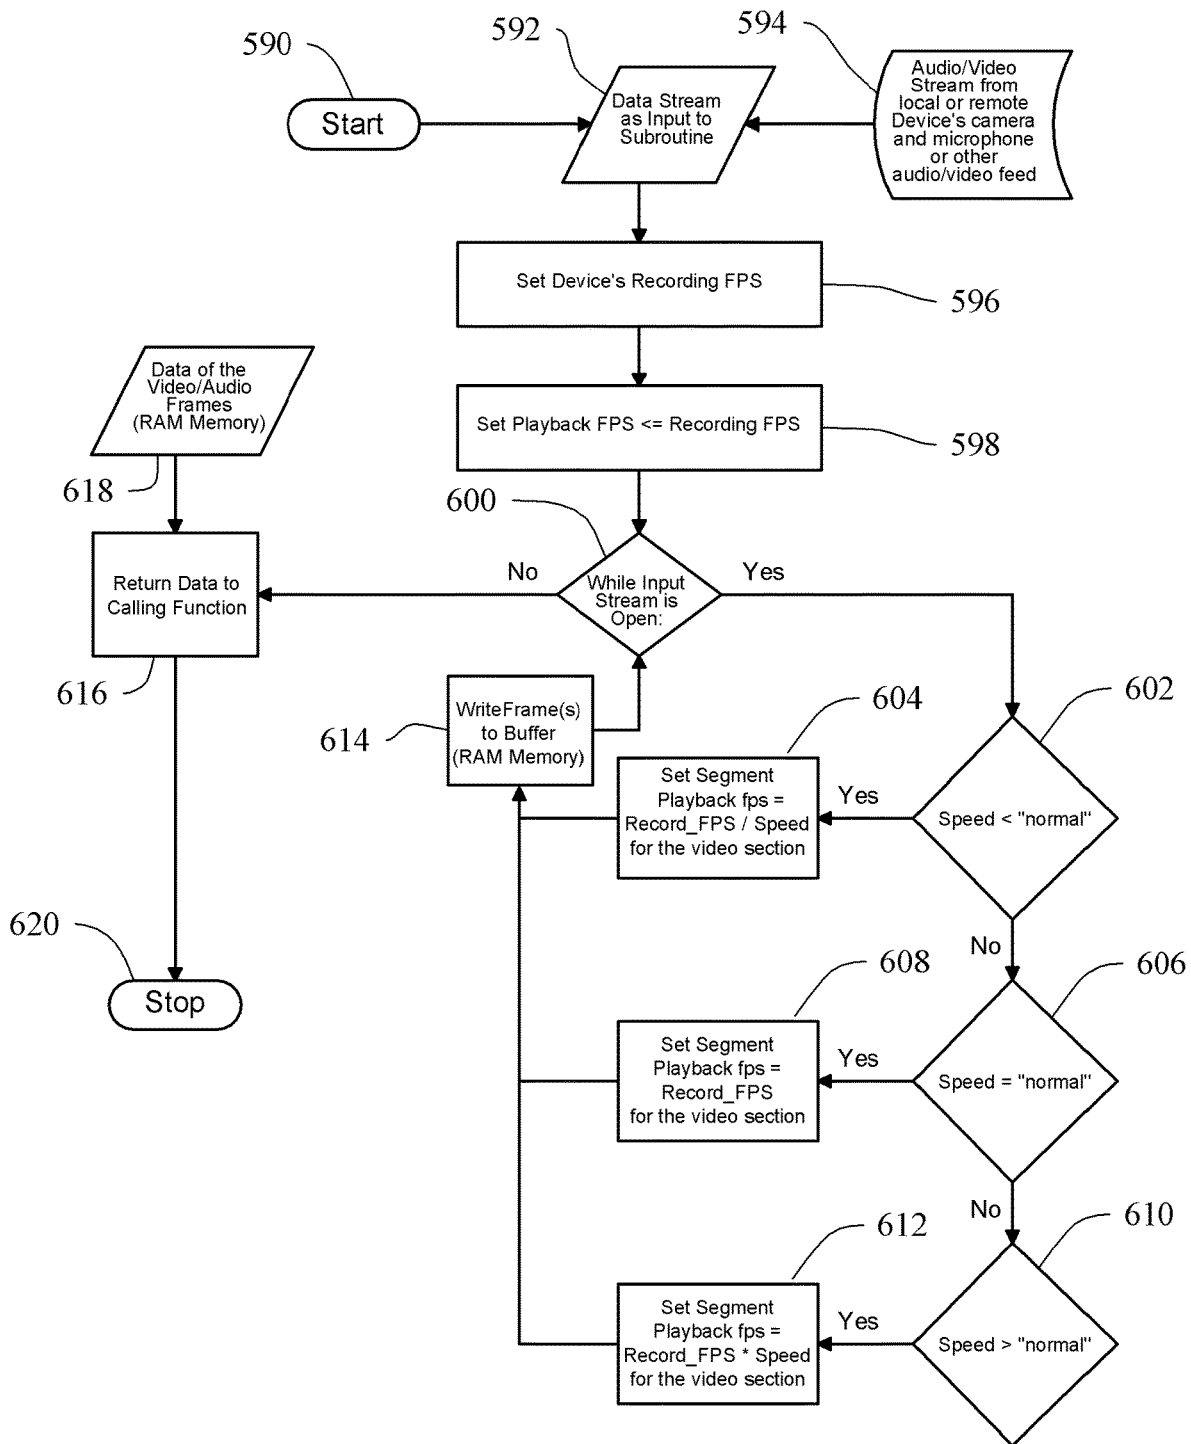 590
Start
592
Data Stream
as Input to
Subroutine
594
Audio/Video
Stream from
local or remote
Device's camera
and microphone
or other
audio/video feed
Set Device's Recording FPS
596
Set Playback FPS <= Recording FPS
598
Data of the
Video/Audio
Frames
(RAM Memory)
618
600
While Input
Stream is
Open:
No
Yes
Return Data to
Calling Function
616
WriteFrame(s)
to Buffer
(RAM Memory)
614
602
Speed < "normal"
Yes
604
Set Segment
Playback fps =
Record_FPS / Speed
for the video section
No
606
Speed = "normal"
Yes
608
Set Segment
Playback fps =
Record_FPS
for the video section
620
Stop
No
610
Speed > "normal"
Yes
612
Set Segment
Playback fps =
Record_FPS * Speed
for the video section